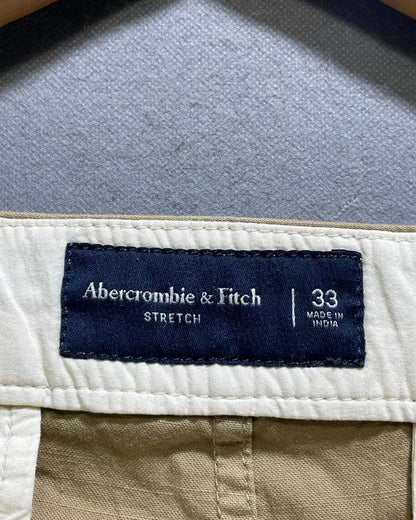 Abercrombie & Fitch
STRETCH
33
MADE IN
INDIA